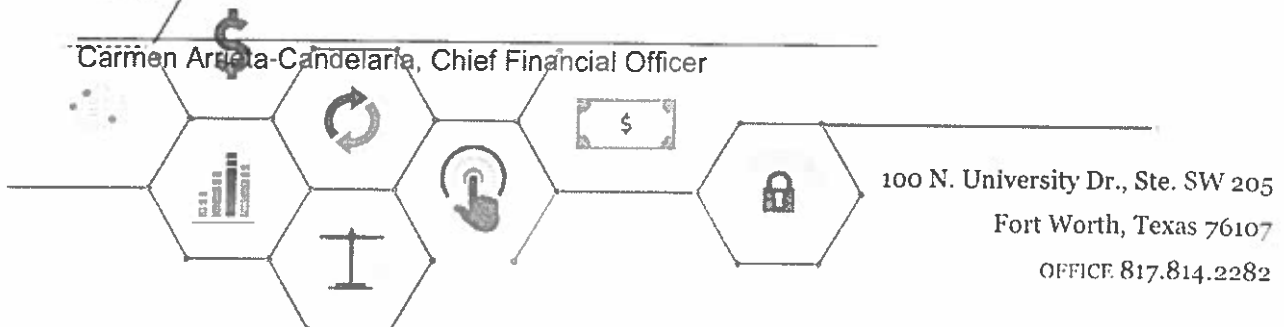 $
Carmen Arrieta-Candelaria, Chief Financial Officer
$
100 N. University Dr., Ste. SW 205
Fort Worth, Texas 76107
OFFICE 817.814.2282